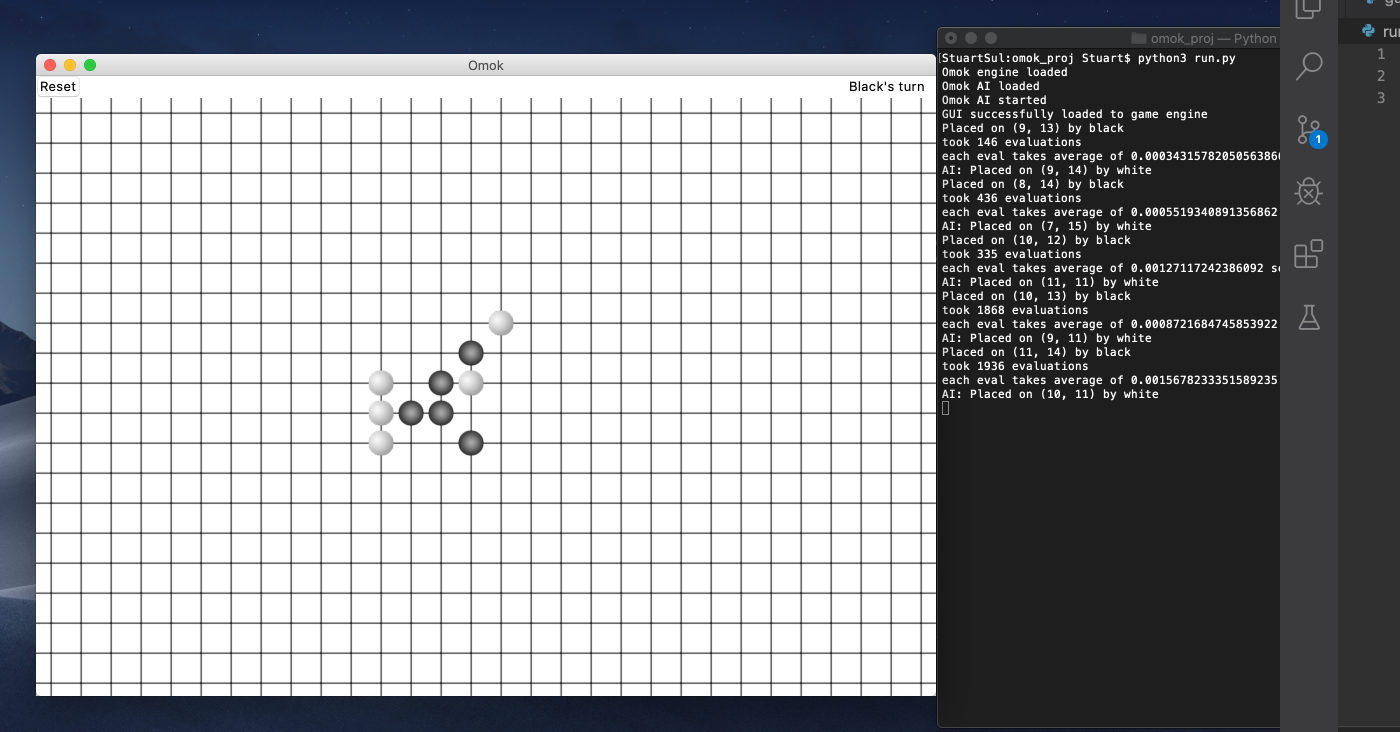 Omok
Reset
Black's turn
omok_proj — Python
[StuartSul:omok_proj Stuart$ python3 run.py
Omok engine loaded
Omok AI loaded
Omok AI started
GUI successfully loaded to game engine
Placed on (9, 13) by black
took 146 evaluations
each eval takes average of 0.000343157820505638
AI: Placed on (9, 14) by white
Placed on (8, 14) by black
took 436 evaluations
each eval takes average of 0.0005519340891356862
AI: Placed on (7, 15) by white
Placed on (10, 12) by black
took 335 evaluations
each eval takes average of 0.00127117242386092 s
AI: Placed on (11, 11) by white
Placed on (10, 13) by black
took 1868 evaluations
each eval takes average of 0.0008721684745853922
AI: Placed on (9, 11) by white
Placed on (11, 14) by black
took 1936 evaluations
each eval takes average of 0.0015678233351589235
AI: Placed on (10, 11) by white
1
ru
1
2
3